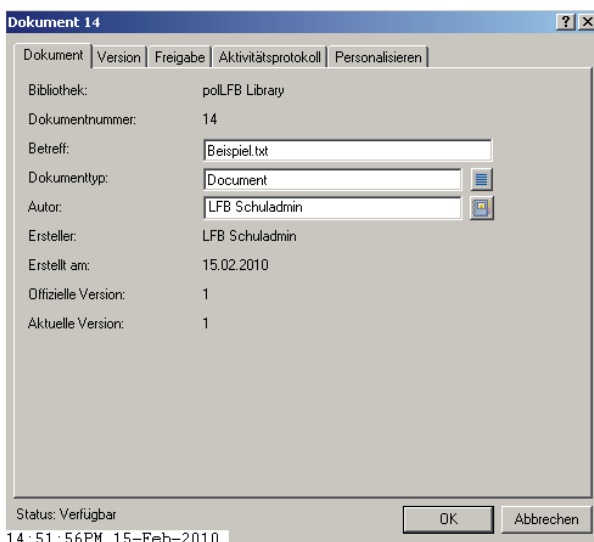 Dokument 14
Dokument Version Freigabe Aktivitätsprotokoll Personalisieren
Bibliothek: polLFB Library
Dokumentnummer: 14
Betreff: Beispiel.txt
Dokumenttyp: Document
Autor: LFB Schuladmin
Ersteller: LFB Schuladmin
Erstellt am: 15.02.2010
Offizielle Version: 1
Aktuelle Version: 1
Status: Verfügbar OK Abbrechen
14:51:56PM 15-Feb-2010